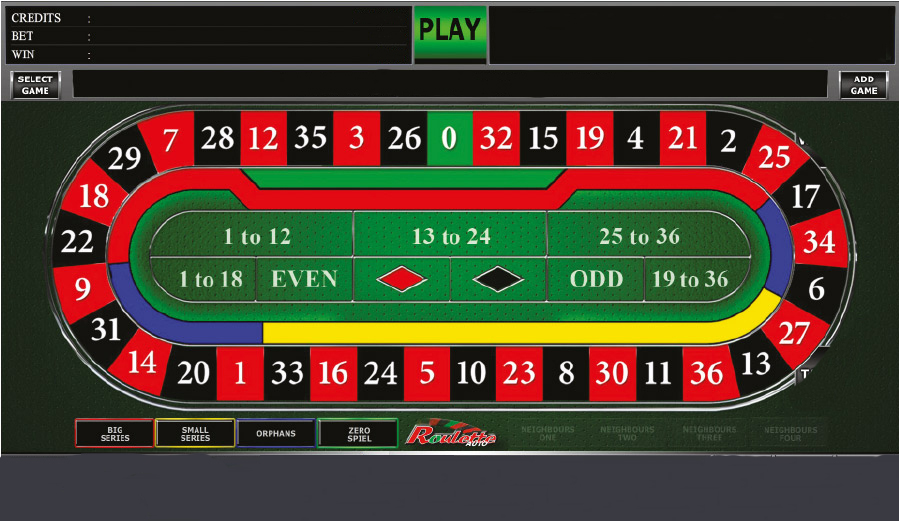 CREDITS :
BET :
WIN :
PLAY
SELECT
GAME
ADD
GAME
7 28 12 35 3 26 0 32 15 19 4 21 2
29 25
18 17
22 34
9 6
31 27
14 20 1 33 16 24 5 10 23 8 30 11 36 13
1 to 12 13 to 24 25 to 36
1 to 18 EVEN ODD 19 to 36
T
BIG
SERIES
SMALL
SERIES
ORPHANS
ZERO
SPIEL
Roulette
AUTO
NEIGHBOURS
ONE
NEIGHBOURS
TWO
NEIGHBOURS
THREE
NEIGHBOURS
FOUR